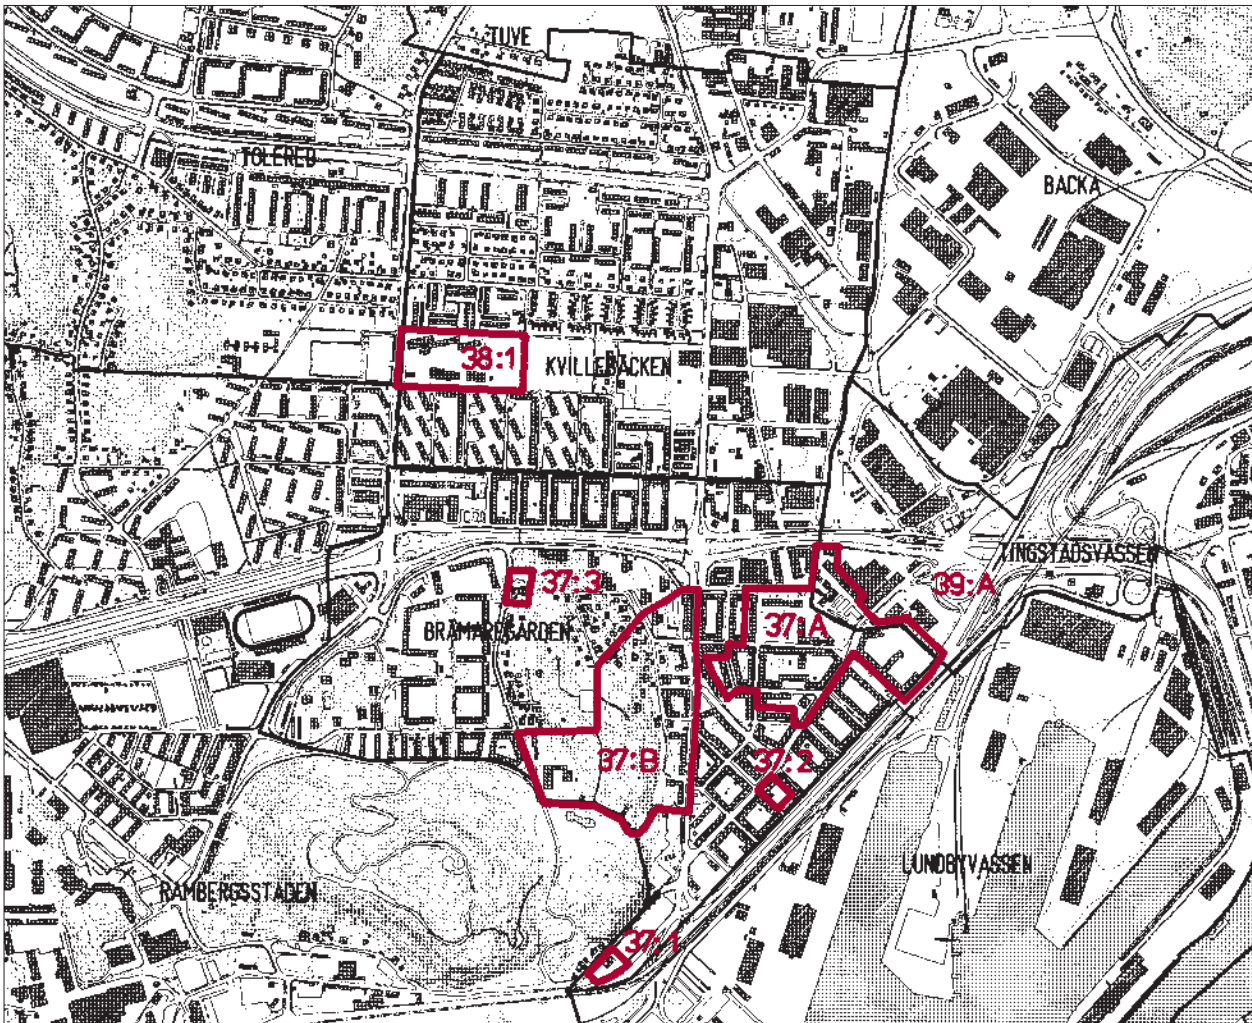 TUVE
TOLERED
BACKA
38:1
KVILLEBÄCKEN
TINGSTADSVASSEN
37:3
39:A
BRÄMAREGÅRDEN
37:A
37:B
37:2
LUNDBYVASSEN
RAMBERGSSTADEN
37:1